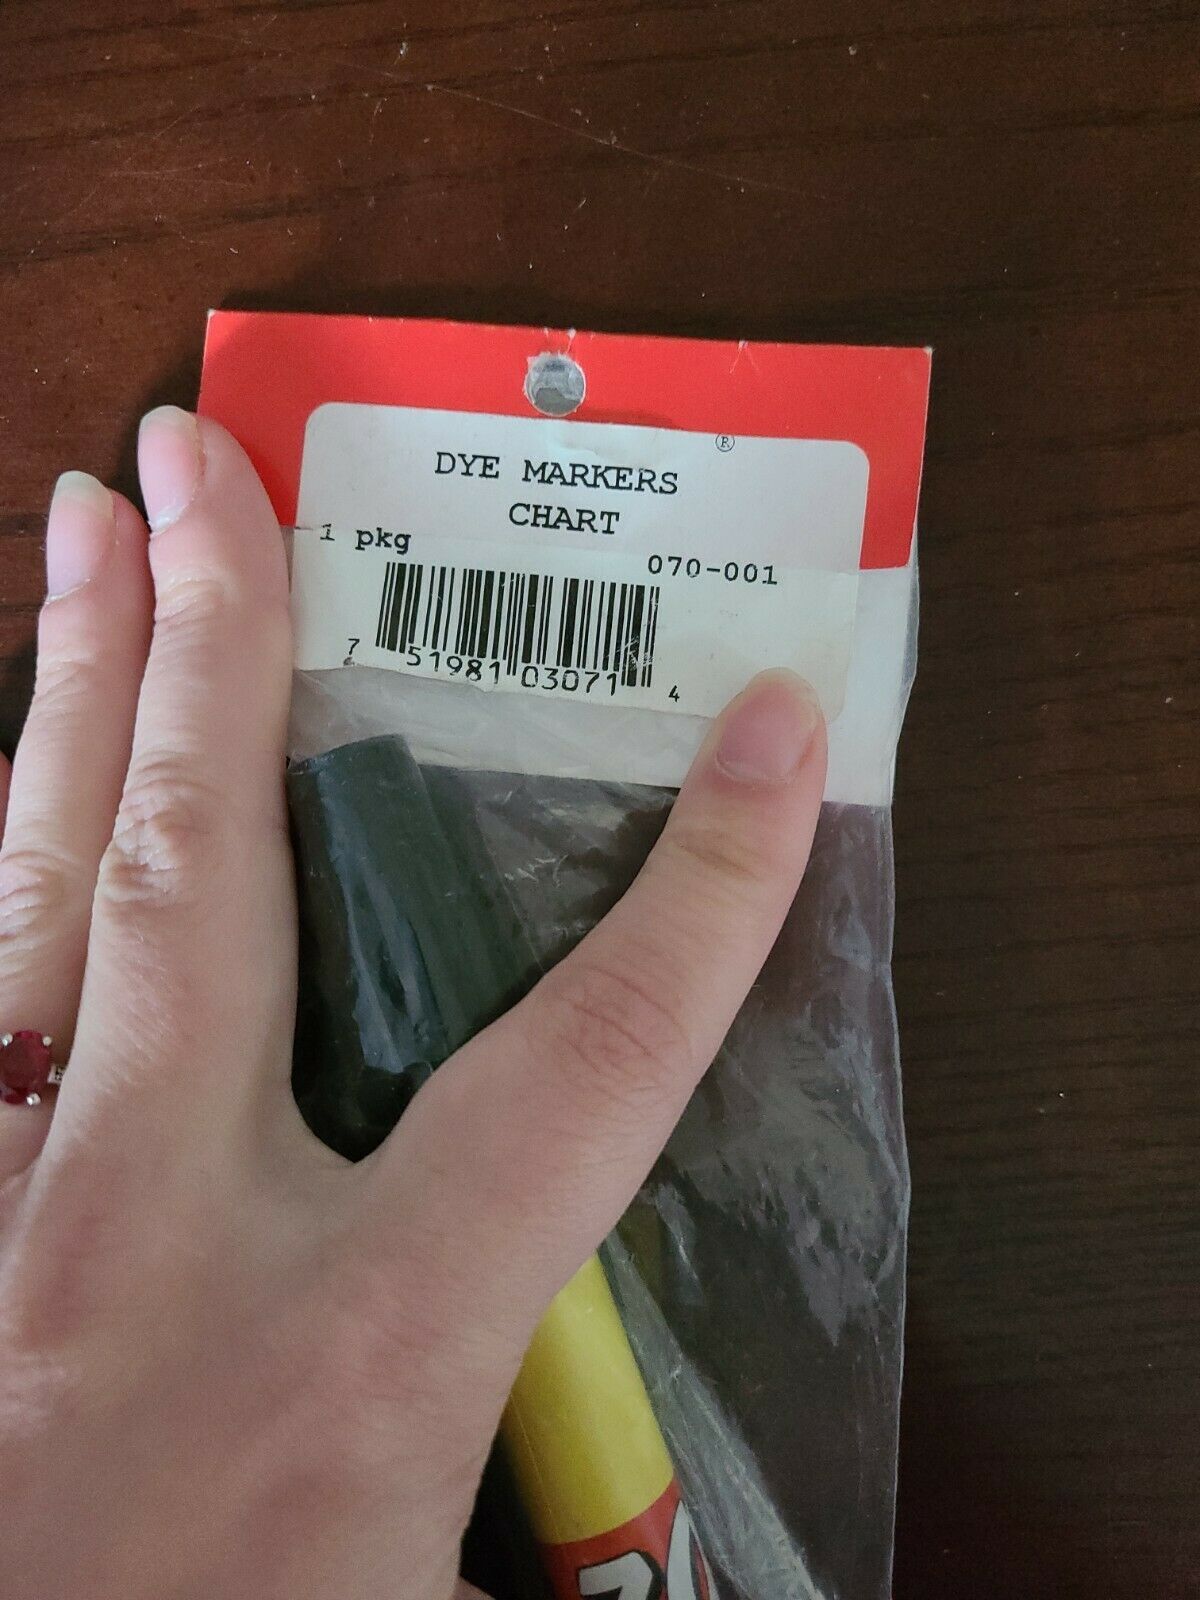 ®
DYE MARKERS
CHART
1 pkg
070-001
7 51981 03071 4